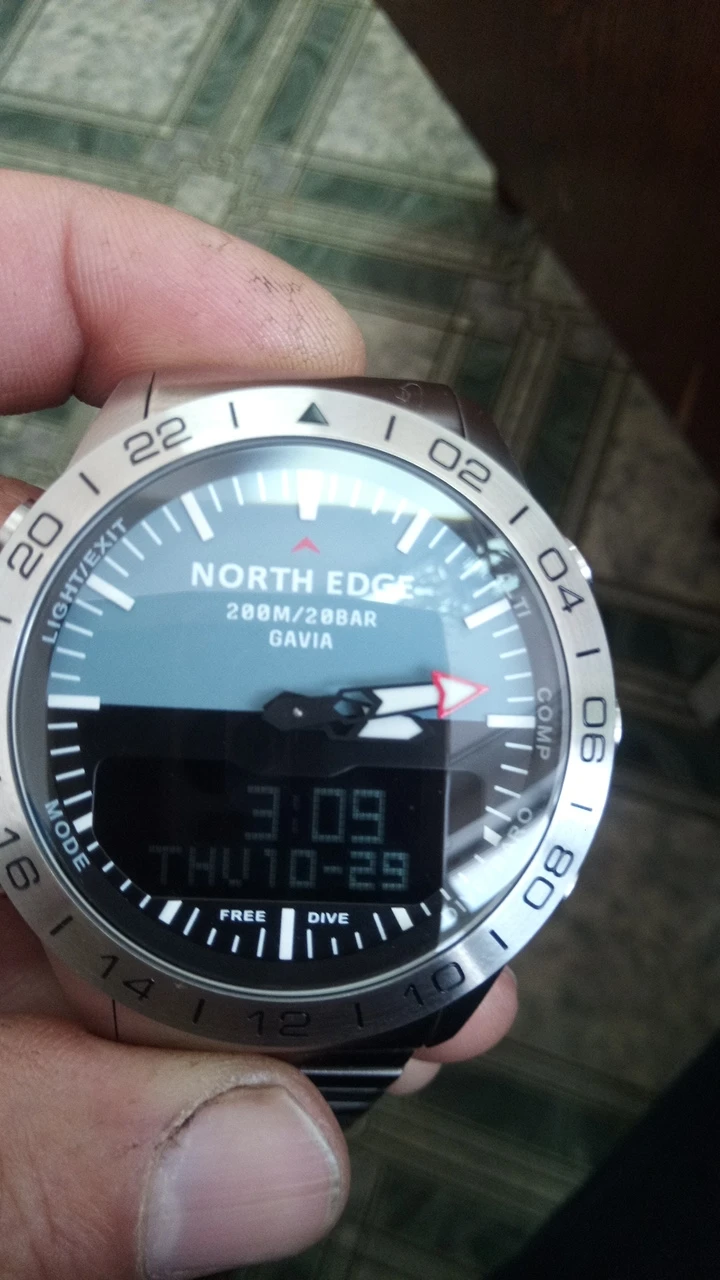 22
02
20
04
LIGHT/EXIT
NORTH EDGE
200M/20BAR
GAVIA
COMP
06
3:09
THU10-29
MODE
16
08
FREE DIVE
14
12
10